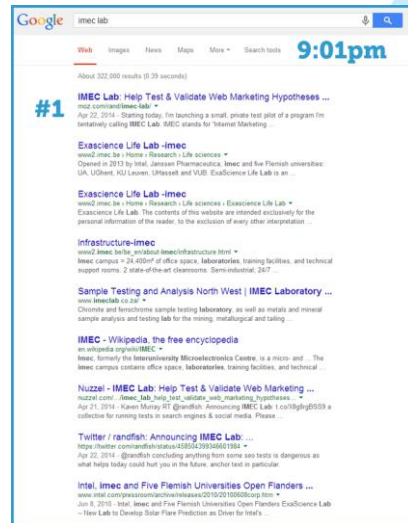 Google imec lab
Web Images News Maps More Search tools
9:01pm
About 322,000 results (0.39 seconds)
#1
IMEC Lab: Help Test & Validate Web Marketing Hypotheses ...
moz.com/rand/imec-lab/
Apr 22, 2014 - Starting today, I'm launching a small, private test pilot of a program I'm
tentatively calling IMEC Lab. IMEC stands for "Internet Marketing ...
Exascience Life Lab -imec
www2.imec.be › Home › Research › Life sciences
Opened in 2013 by Intel, Janssen Pharmaceutica, imec and five Flemish universities:
UA, UGhent, KU Leuven, UHasselt and VUB. ExaScience Life Lab is an ...
Exascience Life Lab -imec
www2.imec.be › Home › Research › Life sciences › Exascience Life Lab
Exascience Life Lab. The contents of this website are intended exclusively for the
personal information of the reader, to the exclusion of every other interpretation ...
Infrastructure-imec
www2.imec.be/be_en/about-imec/infrastructure.html
Imec campus = 24,400m² of office space, laboratories, training facilities, and technical
support rooms. 2 state-of-the-art cleanrooms: Semi-industrial, 24/7 ...
Sample Testing and Analysis North West | IMEC Laboratory ...
www.imeclab.co.za/
Chromite and ferrochrome sample testing laboratory, as well as metals and mineral
sample analysis and testing lab for the mining, metallurgical and tailing ...
IMEC - Wikipedia, the free encyclopedia
en.wikipedia.org/wiki/IMEC
Imec, formerly the Interuniversity Microelectronics Centre, is a micro- and ... The
imec campus contains office space, laboratories, training facilities, and technical ...
Nuzzel - IMEC Lab: Help Test & Validate Web Marketing ...
nuzzel.com/.../imec_lab_help_test_validate_web_marketing_hypotheses...
Apr 21, 2014 - Kaven Murray RT @randfish: Announcing IMEC Lab: a
collective for running tests in search engines & social media. Please ...
Twitter / randfish: Announcing IMEC Lab: ...
https://twitter.com/randfish/status/458504399346601984
Apr 22, 2014 - @randfish concluding anything from some seo tests is dangerous as
what helps today could hurt you in the future. anchor text in particular.
Intel, imec and Five Flemish Universities Open Flanders ...
www.intel.com/pressroom/archive/releases/2010/20100608corp.htm
Jun 8, 2010 - Intel, imec and Five Flemish Universities Open Flanders ExaScience Lab
– New Lab to Develop Solar Flare Prediction as Driver for Intel's ...